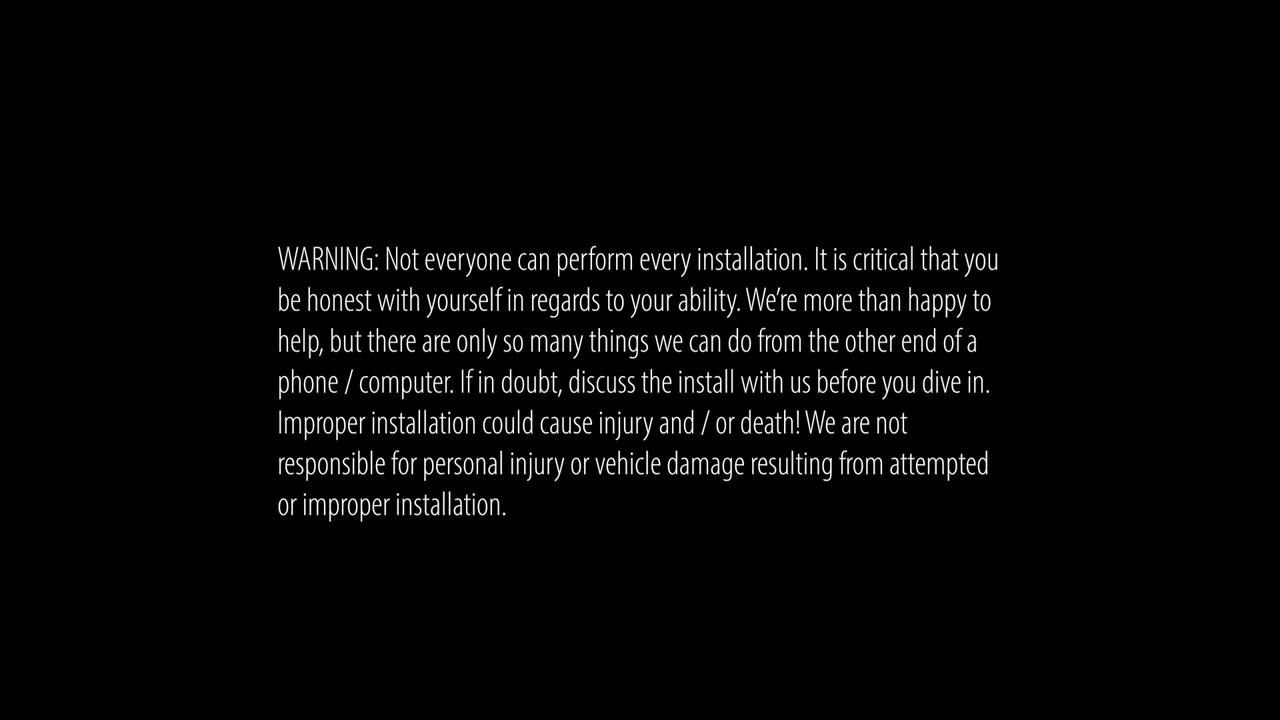 WARNING: Not everyone can perform every installation. It is critical that you
be honest with yourself in regards to your ability. We’re more than happy to
help, but there are only so many things we can do from the other end of a
phone / computer. If in doubt, discuss the install with us before you dive in.
Improper installation could cause injury and / or death! We are not
responsible for personal injury or vehicle damage resulting from attempted
or improper installation.